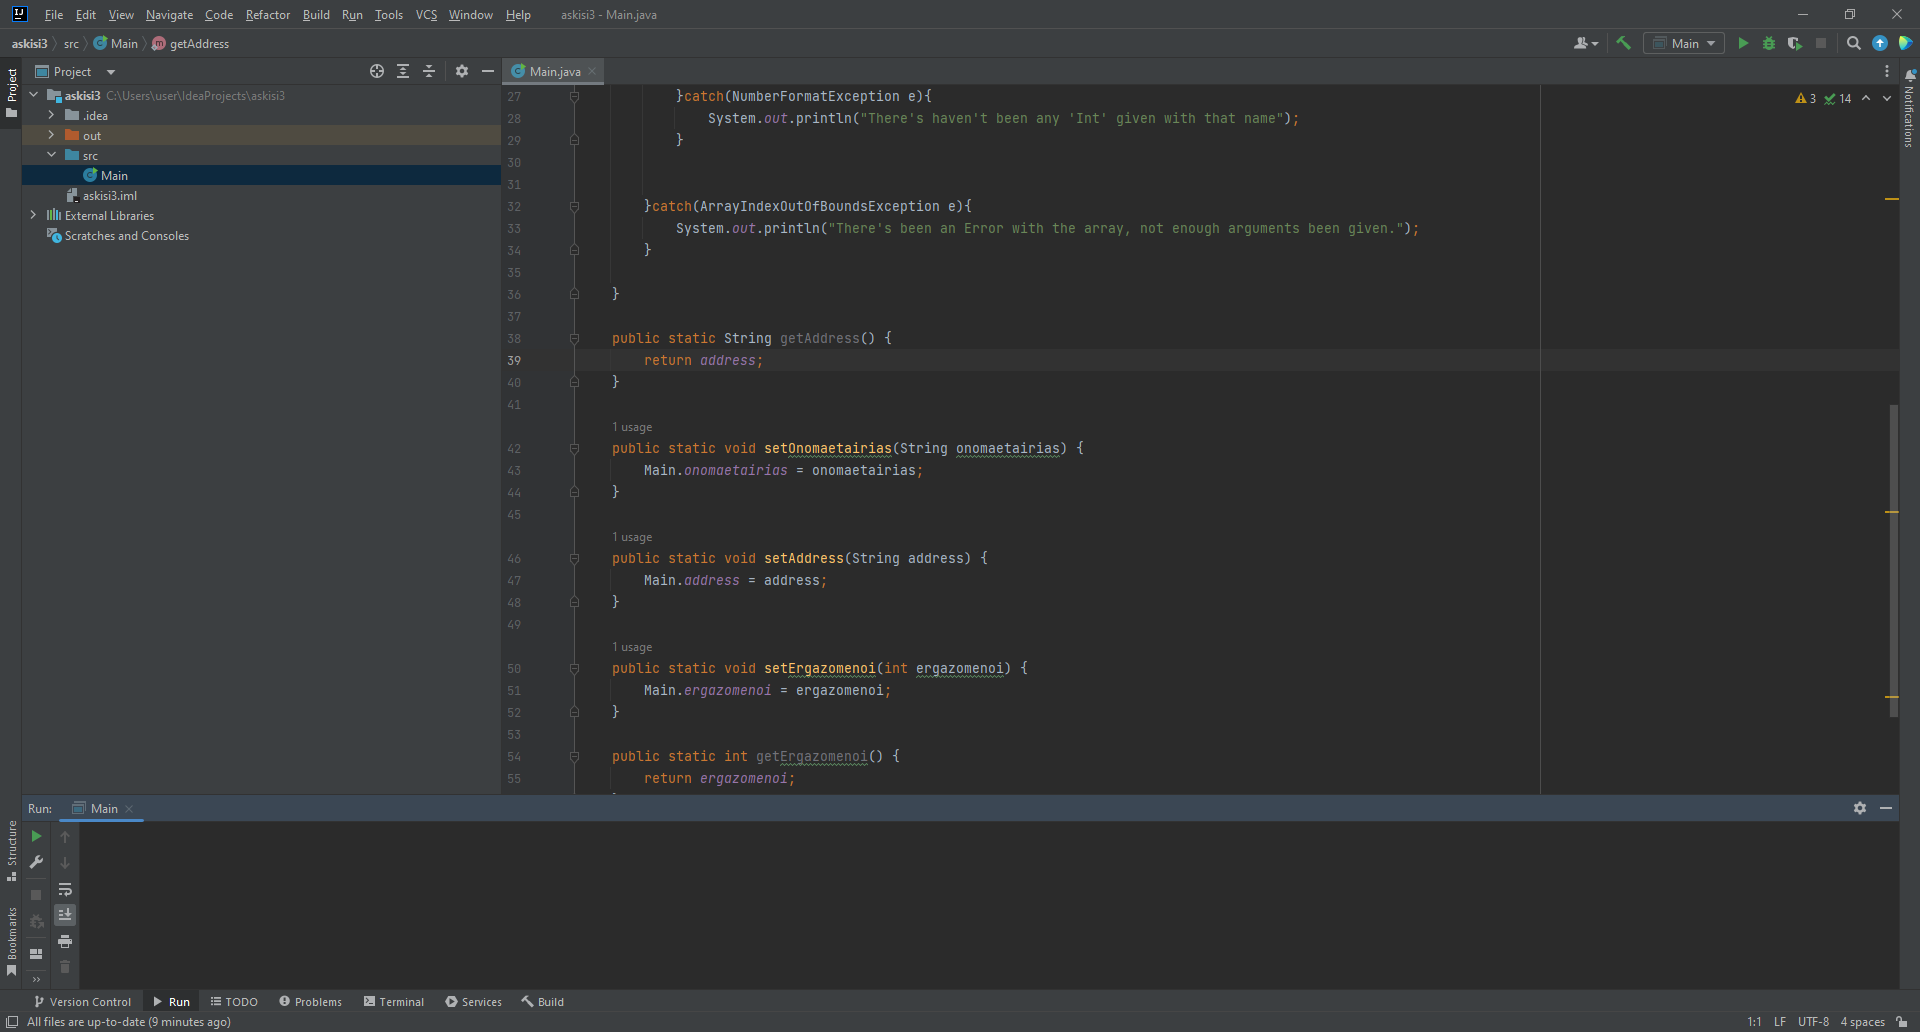 File Edit View Navigate Code Refactor Build Run Tools VCS Window Help askisi3 - Main.java
askisi3 src Main getAddress
Main
Project
Project
askisi3 C:\Users\user\IdeaProjects\askisi3
.idea
out
src
Main
askisi3.iml
External Libraries
Scratches and Consoles
Main.java
3 14
Notifications
27 }catch(NumberFormatException e){
28 System.out.println("There's haven't been any 'Int' given with that name");
29 }
30
31
32 }catch(ArrayIndexOutOfBoundsException e){
33 System.out.println("There's been an Error with the array, not enough arguments been given.");
34 }
35
36 }
37
38 public static String getAddress() {
39 return address;
40 }
41
1 usage
42 public static void setOnomaetairias(String onomaetairias) {
43 Main.onomaetairias = onomaetairias;
44 }
45
1 usage
46 public static void setAddress(String address) {
47 Main.address = address;
48 }
49
1 usage
50 public static void setErgazomenoi(int ergazomenoi) {
51 Main.ergazomenoi = ergazomenoi;
52 }
53
54 public static int getErgazomenoi() {
55 return ergazomenoi;
Run: Main
Structure
Bookmarks
Version Control Run TODO Problems Terminal Services Build
All files are up-to-date (9 minutes ago)
1:1 LF UTF-8 4 spaces